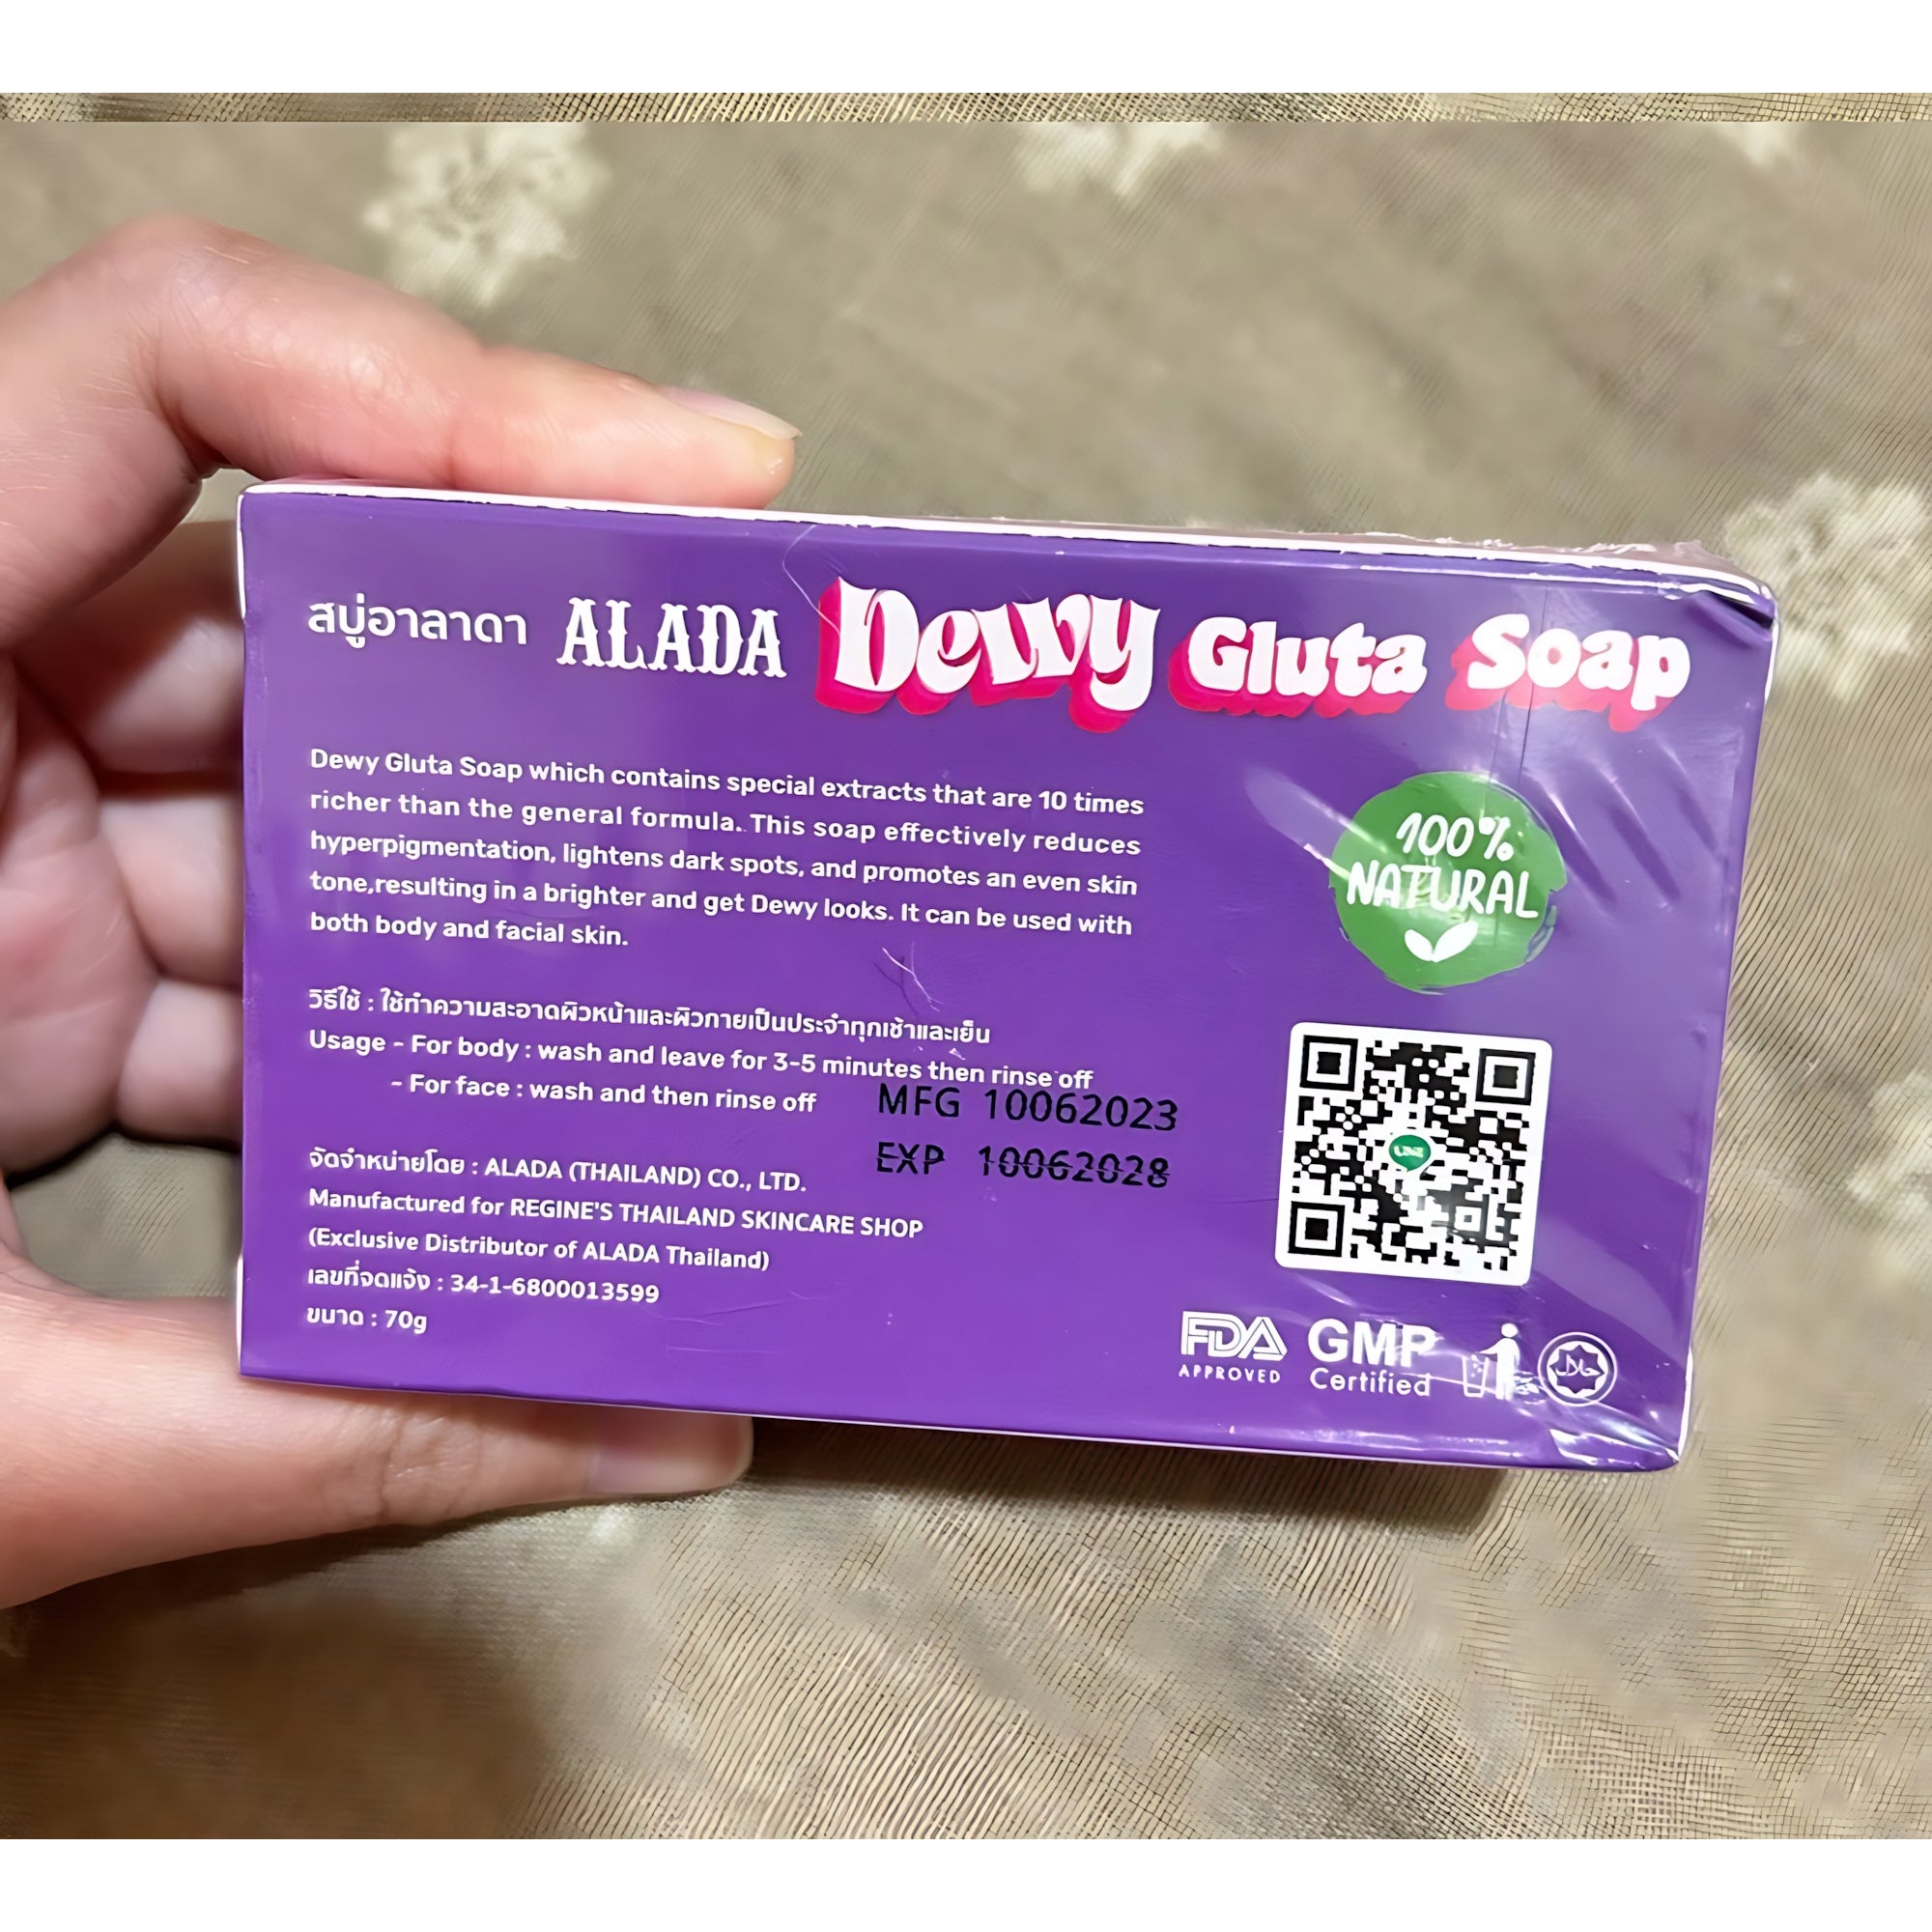 สบู่อาลาดา ALADA Dewy Gluta Soap
Dewy Gluta Soap which contains special extracts that are 10 times
richer than the general formula. This soap effectively reduces
hyperpigmentation, lightens dark spots, and promotes an even skin
tone,resulting in a brighter and get Dewy looks. It can be used with
both body and facial skin.
100%
NATURAL
วิธีใช้ : ใช้ทำความสะอาดผิวหน้าและผิวกายเป็นประจำทุกเช้าและเย็น
Usage - For body : wash and leave for 3-5 minutes then rinse off
- For face : wash and then rinse off
MFG 10062023
EXP 10062028
จัดจำหน่ายโดย : ALADA (THAILAND) CO., LTD.
Manufactured for REGINE'S THAILAND SKINCARE SHOP
(Exclusive Distributor of ALADA Thailand)
เลขที่จดแจ้ง : 34-1-6800013599
ขนาด : 70g
FDA
APPROVED
GMP
Certified
حلال